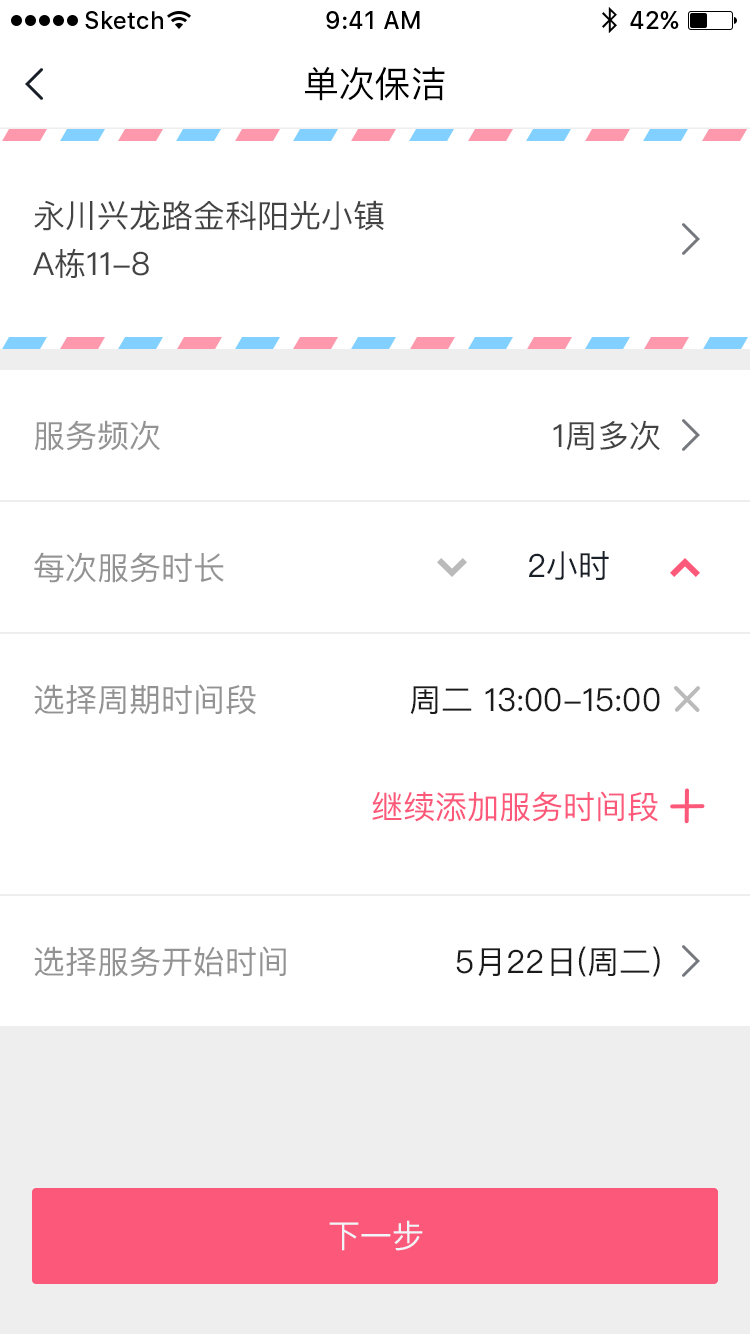 Sketch 9:41 AM 42%
单次保洁
永川兴龙路金科阳光小镇
A栋11-8
服务频次 1周多次
每次服务时长 2小时
选择周期时间段 周二 13:00-15:00
继续添加服务时间段
选择服务开始时间 5月22日(周二)
下一步